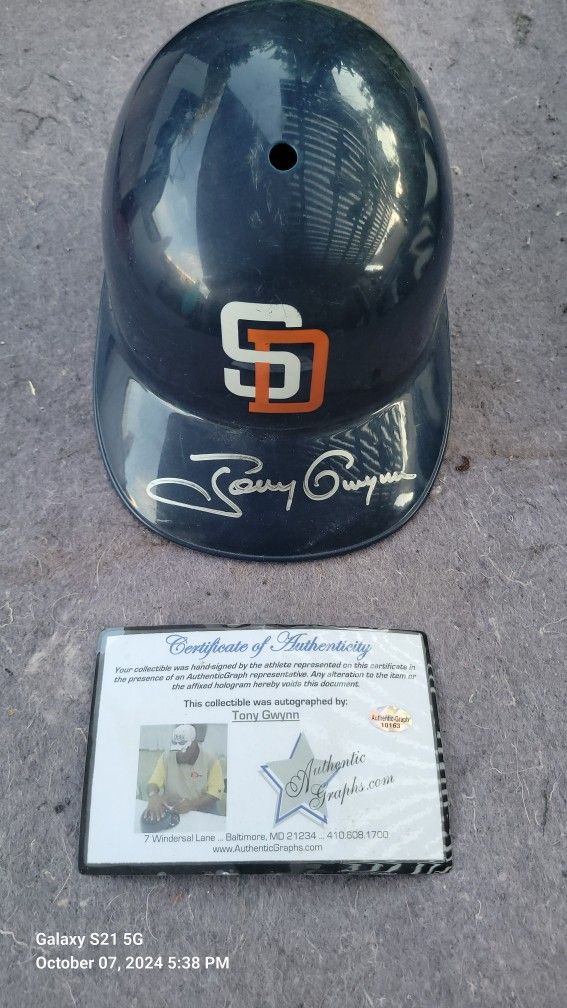 SD
Tony Gwynn
Certificate of Authenticity
Your collectible was hand-signed by the athlete represented on this certificate in
the presence of an AuthenticGraph representative. Any alteration to the item or
the affixed hologram hereby voids this document.
This collectible was autographed by:
Tony Gwynn
Authentic Graphs
10163
Authentic
Graphs.com
7 Windersal Lane ... Baltimore, MD 21234 ... 410.608.1700
www.AuthenticGraphs.com
Galaxy S21 5G
October 07, 2024 5:38 PM